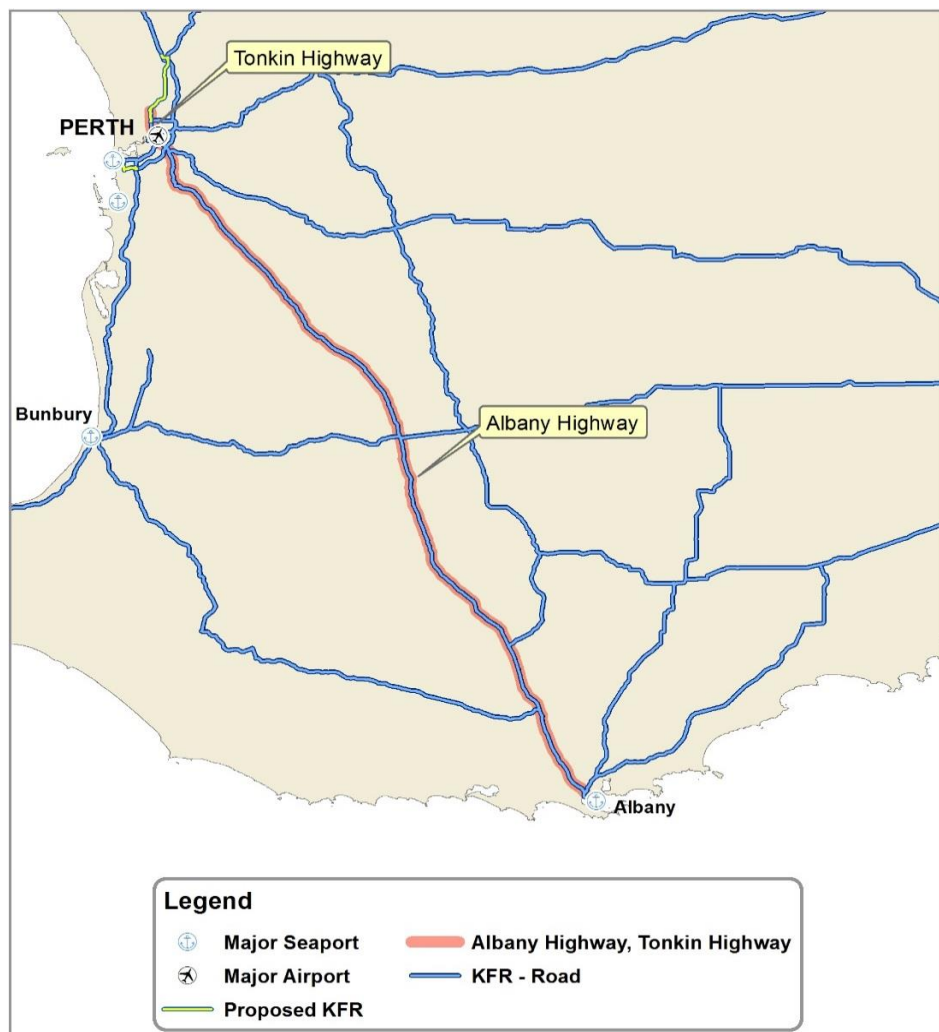 Tonkin Highway
PERTH
Bunbury
Albany Highway
Albany
Legend
Major Seaport
Albany Highway, Tonkin Highway
Major Airport
KFR - Road
Proposed KFR